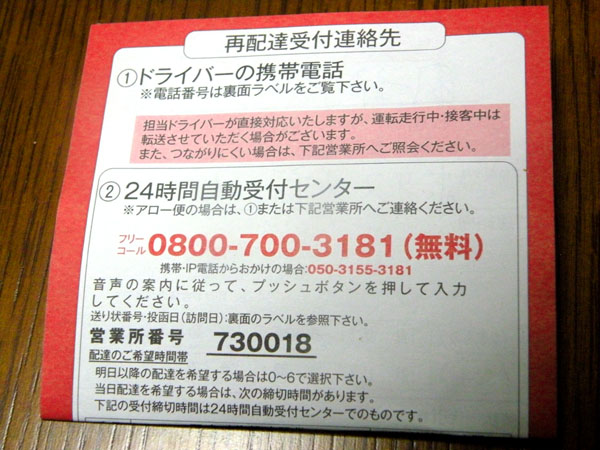 再配達受付連絡先
①ドライバーの携帯電話
※電話番号は裏面ラベルをご覧下さい。
担当ドライバーが直接対応いたしますが、運転走行中・接客中は
転送させていただく場合がございます。
また、つながりにくい場合は、下記営業所へご照会ください。
②24時間自動受付センター
※アロー便の場合は、①または下記営業所へご連絡ください。
フリーコール 0800-700-3181(無料)
携帯・IP電話からおかけの場合:050-3155-3181
音声の案内に従って、プッシュボタンを押して入力
してください。
送り状番号・投函日(訪問日):裏面のラベルを参照下さい。
営業所番号 730018
配達のご希望時間帯
明日以降の配達を希望する場合は0~6で選択下さい。
当日配達を希望する場合は、次の締切時間があります。
下記の受付締切時間は24時間自動受付センターでのものです。